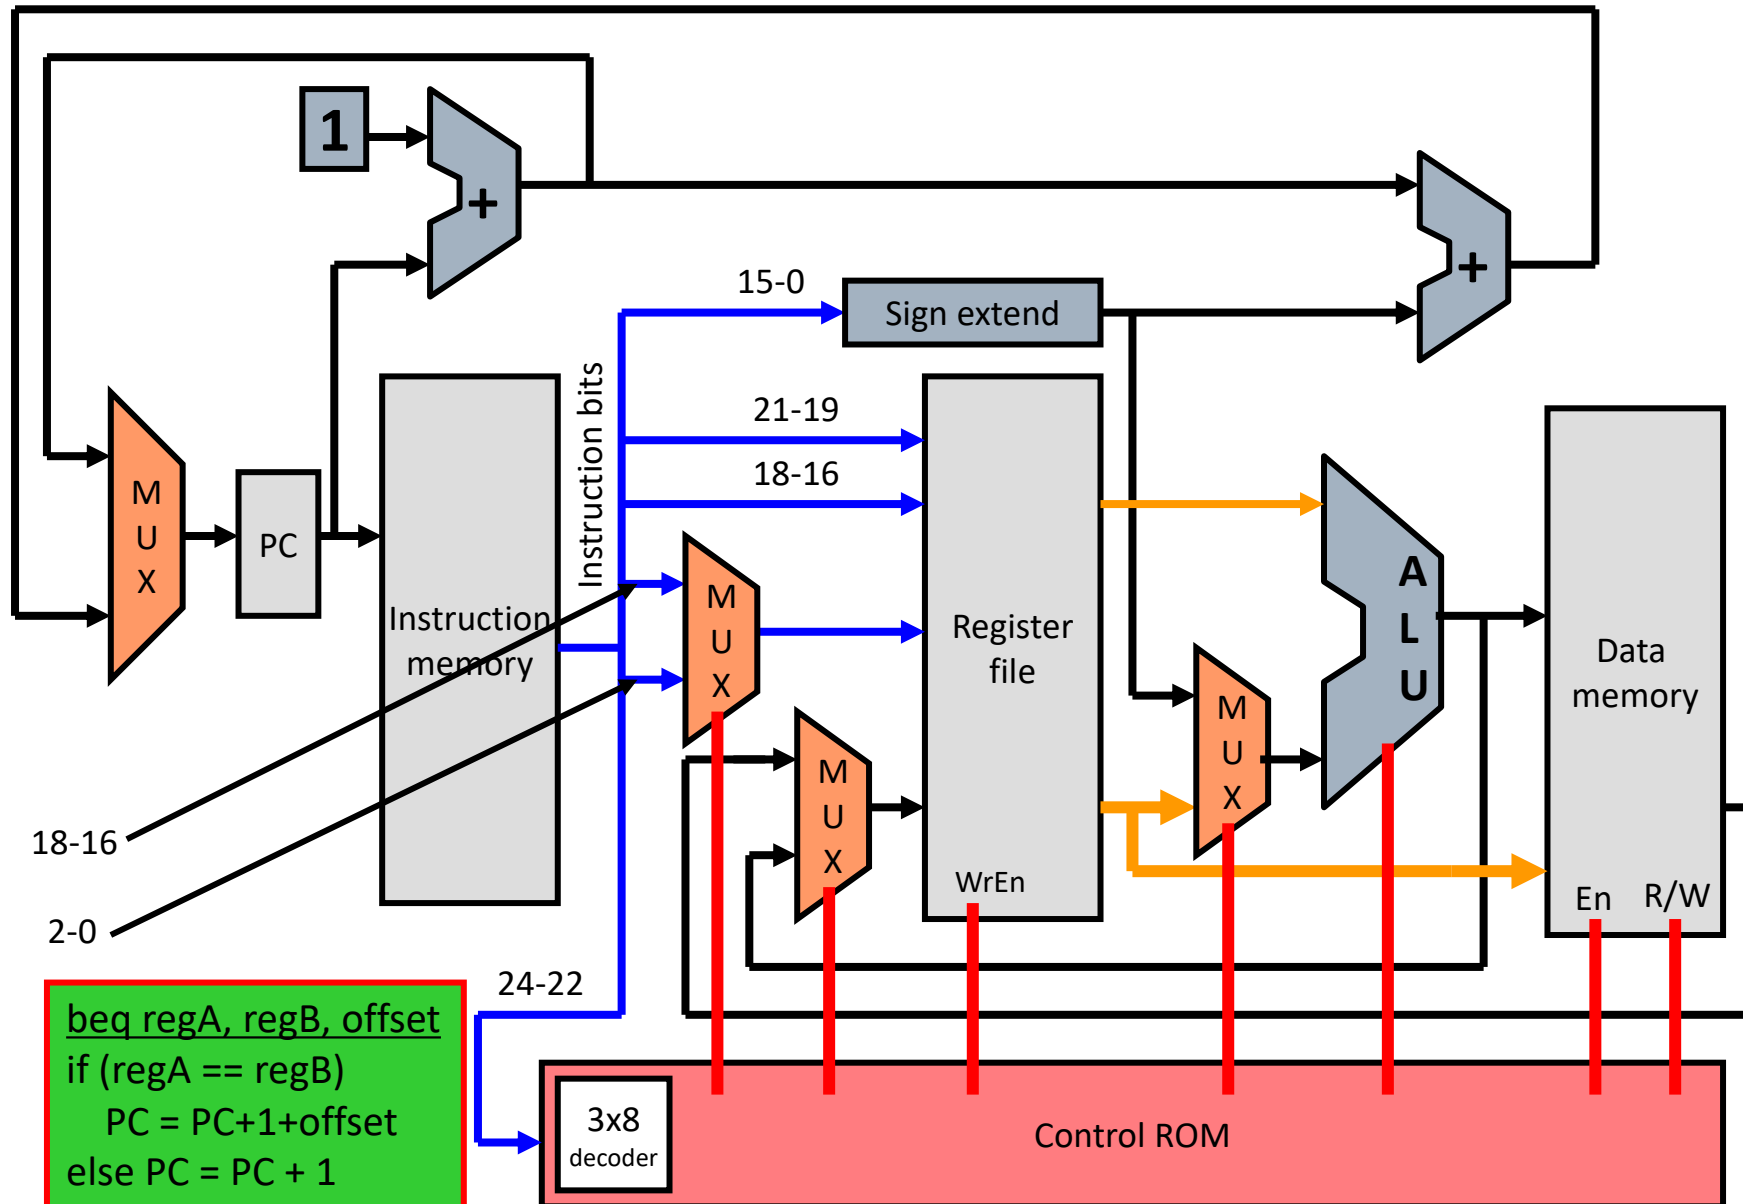 1
+
+
15-0
Sign extend
Instruction bits
21-19
18-16
M
U
X
PC
Instruction
memory
M
U
X
Register
file
WrEn
M
U
X
M
U
X
A
L
U
Data
memory
En
R/W
18-16
2-0
24-22
beq regA, regB, offset
if (regA == regB)
PC = PC+1+offset
else PC = PC + 1
3x8
decoder
Control ROM